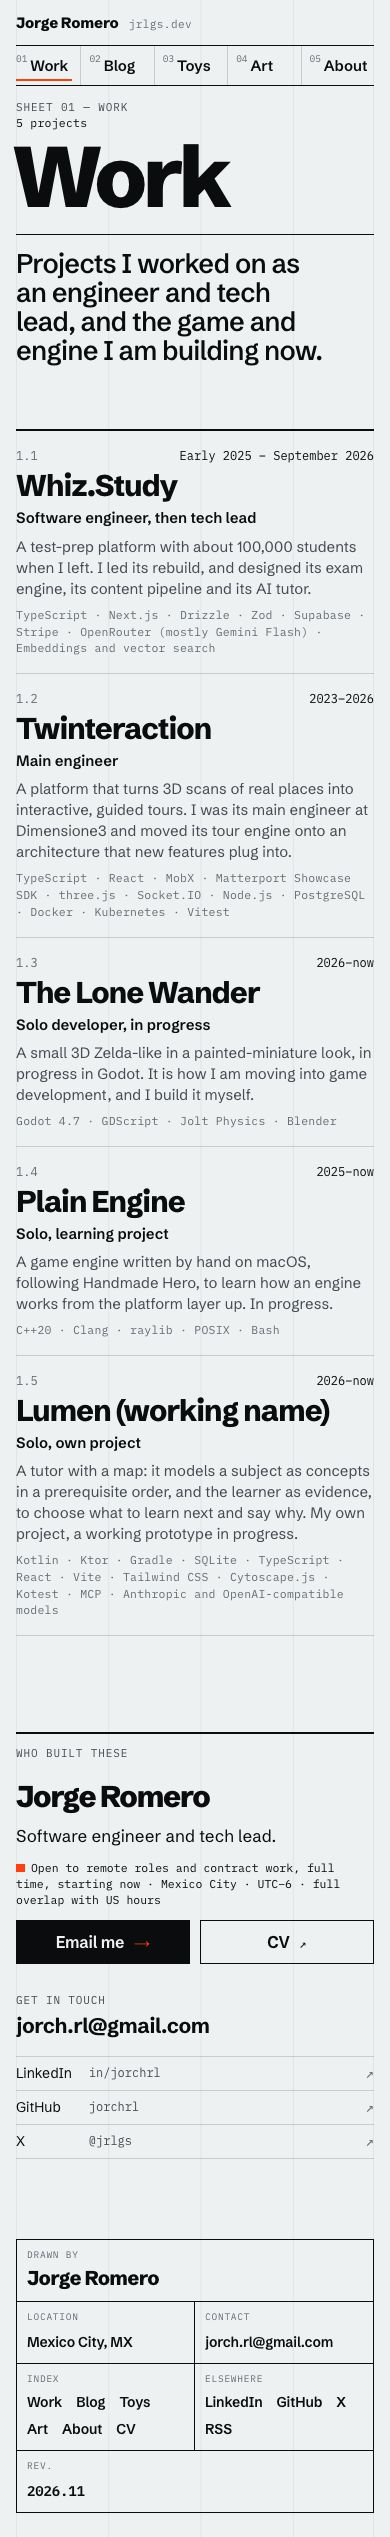 Jorge Romero jrlgs.dev
01 Work 02 Blog 03 Toys 04 Art 05 About
SHEET 01 — WORK
5 projects
Work
Projects I worked on as
an engineer and tech
lead, and the game and
engine I am building now.
1.1 Early 2025 – September 2026
Whiz.Study
Software engineer, then tech lead
A test-prep platform with about 100,000 students
when I left. I led its rebuild, and designed its exam
engine, its content pipeline and its AI tutor.
TypeScript · Next.js · Drizzle · Zod · Supabase ·
Stripe · OpenRouter (mostly Gemini Flash) ·
Embeddings and vector search
1.2 2023–2026
Twinteraction
Main engineer
A platform that turns 3D scans of real places into
interactive, guided tours. I was its main engineer at
Dimensione3 and moved its tour engine onto an
architecture that new features plug into.
TypeScript · React · MobX · Matterport Showcase
SDK · three.js · Socket.IO · Node.js · PostgreSQL
· Docker · Kubernetes · Vitest
1.3 2026–now
The Lone Wander
Solo developer, in progress
A small 3D Zelda-like in a painted-miniature look, in
progress in Godot. It is how I am moving into game
development, and I build it myself.
Godot 4.7 · GDScript · Jolt Physics · Blender
1.4 2025–now
Plain Engine
Solo, learning project
A game engine written by hand on macOS,
following Handmade Hero, to learn how an engine
works from the platform layer up. In progress.
C++20 · Clang · raylib · POSIX · Bash
1.5 2026–now
Lumen (working name)
Solo, own project
A tutor with a map: it models a subject as concepts
in a prerequisite order, and the learner as evidence,
to choose what to learn next and say why. My own
project, a working prototype in progress.
Kotlin · Ktor · Gradle · SQLite · TypeScript ·
React · Vite · Tailwind CSS · Cytoscape.js ·
Kotest · MCP · Anthropic and OpenAI-compatible
models
WHO BUILT THESE
Jorge Romero
Software engineer and tech lead.
Open to remote roles and contract work, full
time, starting now · Mexico City · UTC−6 · full
overlap with US hours
Email me → CV ↗
GET IN TOUCH
jorch.rl@gmail.com
LinkedIn in/jorchrl ↗
GitHub jorchrl ↗
X @jrlgs ↗
DRAWN BY
Jorge Romero
LOCATION CONTACT
Mexico City, MX jorch.rl@gmail.com
INDEX ELSEWHERE
Work Blog Toys LinkedIn GitHub X
Art About CV RSS
REV.
2026.11